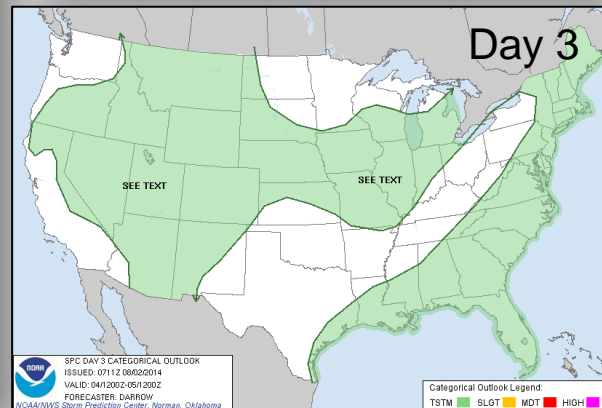 Day 3
SEE TEXT
SEE TEXT
NOAA
SPC DAY 3 CATEGORICAL OUTLOOK
ISSUED: 0711Z 08/02/2014
VALID: 04/1200Z-05/1200Z
FORECASTER: DARROW
NOAA/NWS Storm Prediction Center, Norman, Oklahoma
Categorical Outlook Legend:
TSTM SLGT MDT HIGH